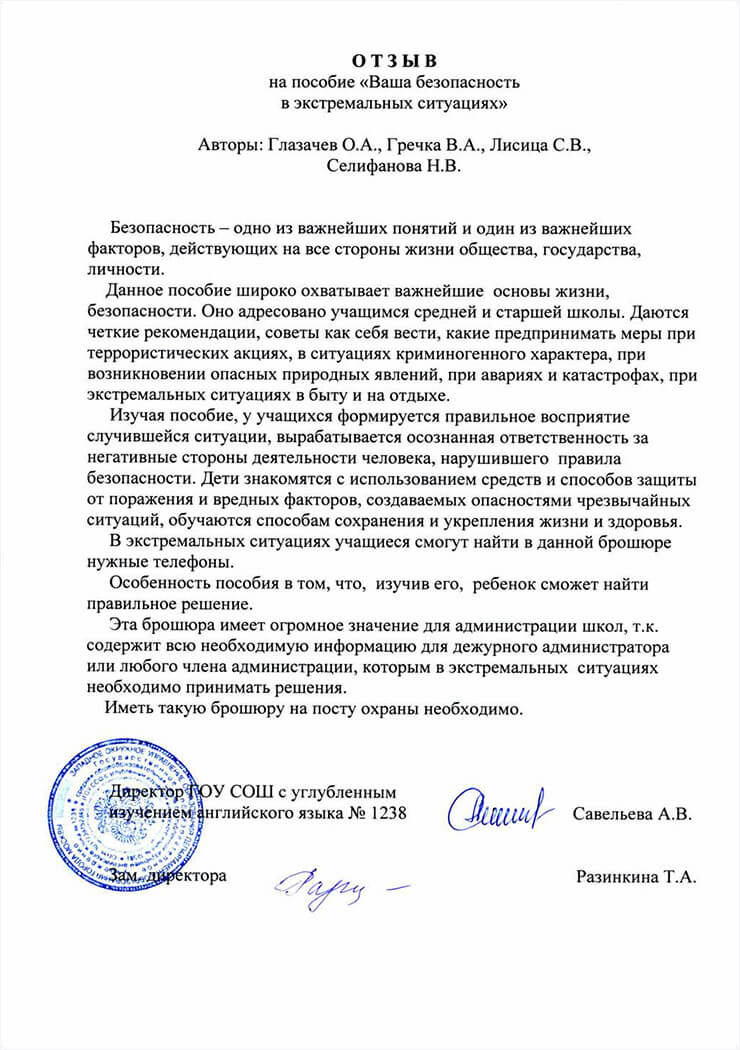 О Т З Ы В
на пособие «Ваша безопасность
в экстремальных ситуациях»
Авторы: Глазачев О.А., Гречка В.А., Лисица С.В.,
Селифанова Н.В.
Безопасность – одно из важнейших понятий и один из важнейших
факторов, действующих на все стороны жизни общества, государства,
личности.
Данное пособие широко охватывает важнейшие основы жизни,
безопасности. Оно адресовано учащимся средней и старшей школы. Даются
четкие рекомендации, советы как себя вести, какие предпринимать меры при
террористических акциях, в ситуациях криминогенного характера, при
возникновении опасных природных явлений, при авариях и катастрофах, при
экстремальных ситуациях в быту и на отдыхе.
Изучая пособие, у учащихся формируется правильное восприятие
случившейся ситуации, вырабатывается осознанная ответственность за
негативные стороны деятельности человека, нарушившего правила
безопасности. Дети знакомятся с использованием средств и способов защиты
от поражения и вредных факторов, создаваемых опасностями чрезвычайных
ситуаций, обучаются способам сохранения и укрепления жизни и здоровья.
В экстремальных ситуациях учащиеся смогут найти в данной брошюре
нужные телефоны.
Особенность пособия в том, что, изучив его, ребенок сможет найти
правильное решение.
Эта брошюра имеет огромное значение для администрации школ, т.к.
содержит всю необходимую информацию для дежурного администратора
или любого члена администрации, которым в экстремальных ситуациях
необходимо принимать решения.
Иметь такую брошюру на посту охраны необходимо.
Директор ГОУ СОШ с углубленным
изучением английского языка № 1238 Савельева А.В.
Зам. директора Разинкина Т.А.
ЗАПАДНОЕ ОКРУЖНОЕ УПРАВЛЕНИЕ